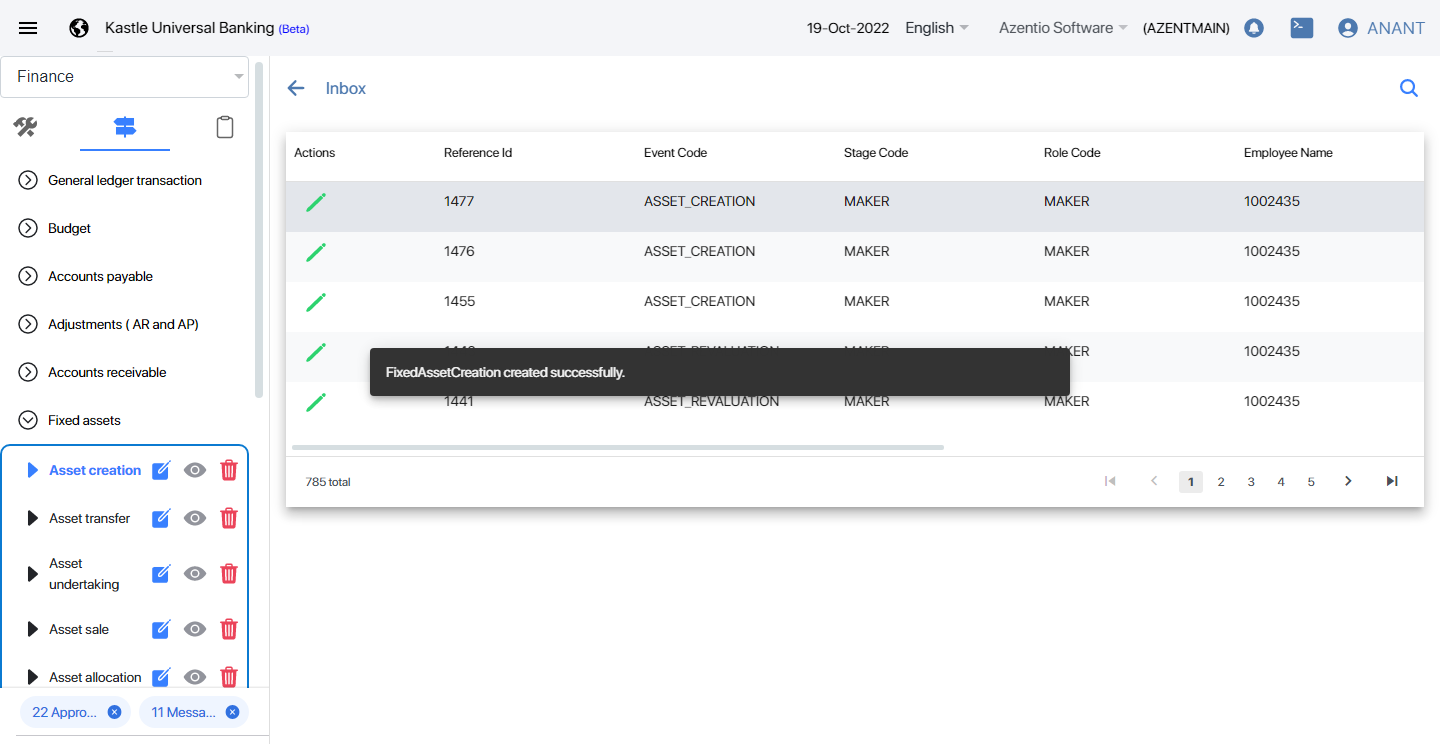 Kastle Universal Banking (Beta)
19-Oct-2022 English Azentio Software (AZENTMAIN) ANANT
Finance
General ledger transaction
Budget
Accounts payable
Adjustments ( AR and AP)
Accounts receivable
Fixed assets
Asset creation
Asset transfer
Asset
undertaking
Asset sale
Asset allocation
22 Appro... 11 Messa...
Inbox
Actions Reference Id Event Code Stage Code Role Code Employee Name
1477 ASSET_CREATION MAKER MAKER 1002435
1476 ASSET_CREATION MAKER MAKER 1002435
1455 ASSET_CREATION MAKER MAKER 1002435
ASSET_REVALUATION MAKER MAKER 1002435
FixedAssetCreation created successfully.
1441 ASSET_REVALUATION MAKER MAKER 1002435
785 total
1 2 3 4 5